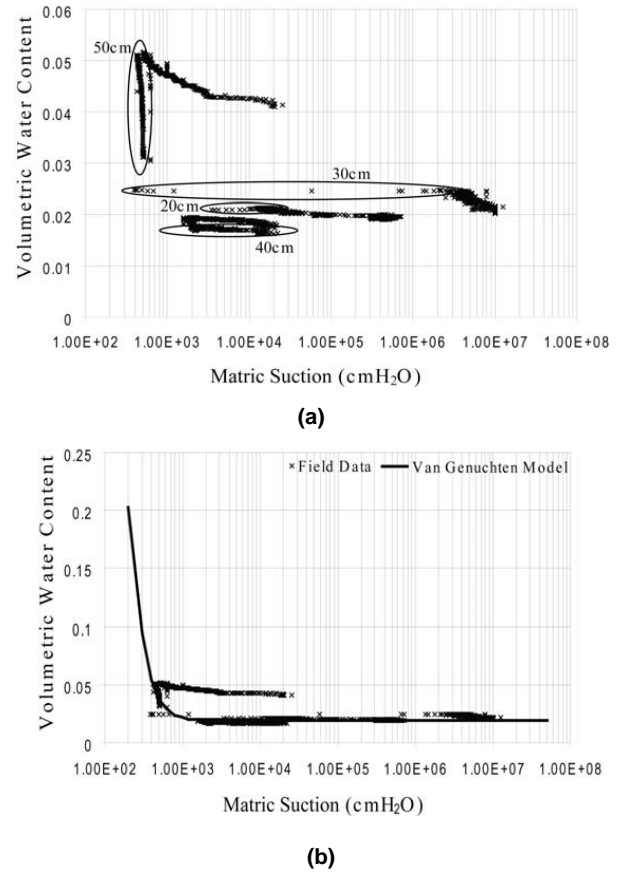 0.06
50cm
0.05
0.04
0.03
30cm
0.02
20cm
40cm
0.01
0
Volumetric Water Content
1.00E+02 1.00E+03 1.00E+04 1.00E+05 1.00E+06 1.00E+07 1.00E+08
Matric Suction (cmH₂O)
(a)
0.25
× Field Data
Van Genuchten Model
0.2
0.15
0.1
0.05
0
Volumetric Water Content
1.00E+02 1.00E+03 1.00E+04 1.00E+05 1.00E+06 1.00E+07 1.00E+08
Matric Suction (cmH₂O)
(b)